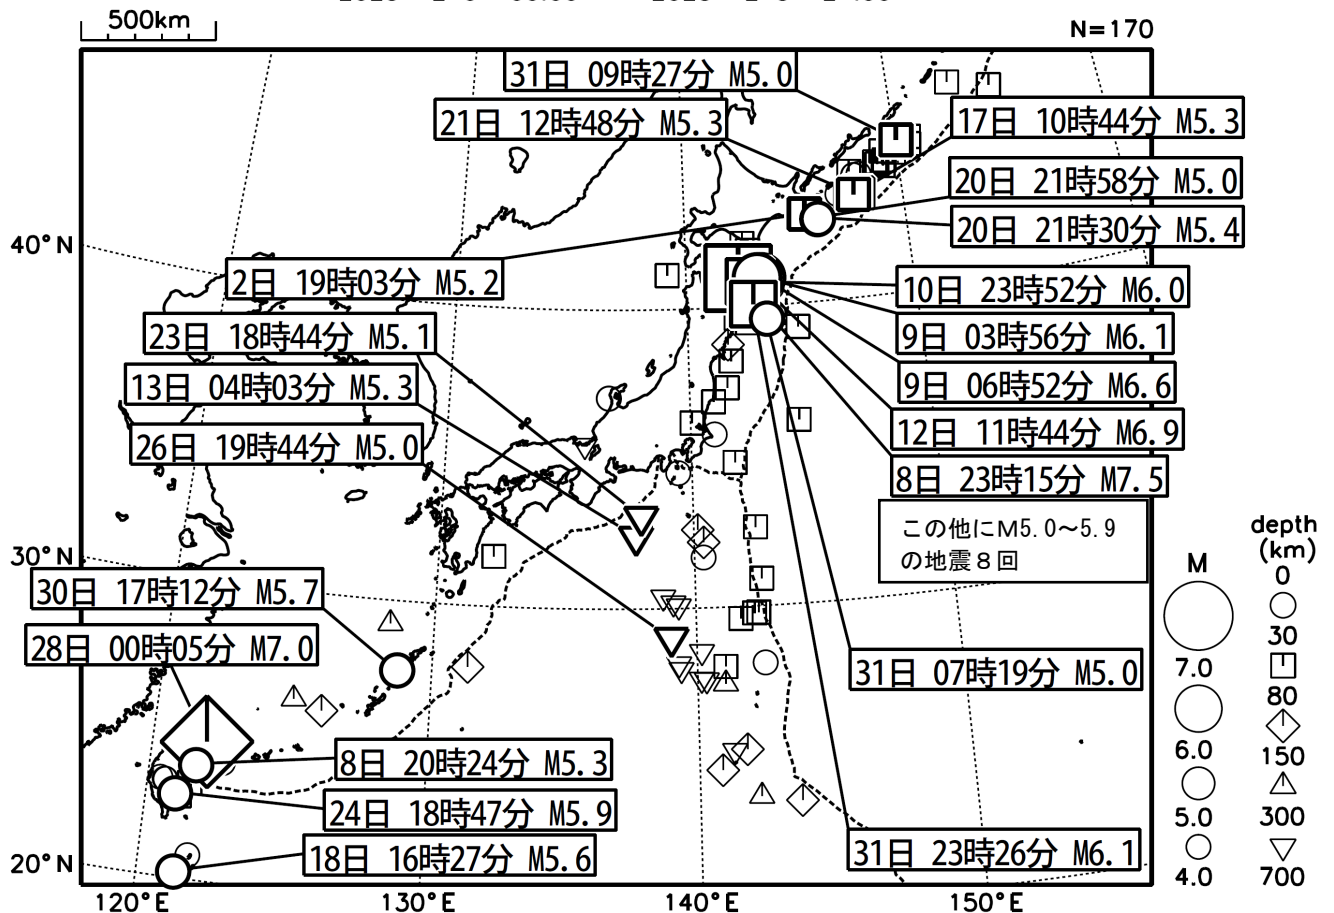 500km
N=170
31日 09時27分 M5.0
21日 12時48分 M5.3
17日 10時44分 M5.3
20日 21時58分 M5.0
20日 21時30分 M5.4
40°N
2日 19時03分 M5.2
10日 23時52分 M6.0
23日 18時44分 M5.1
9日 03時56分 M6.1
13日 04時03分 M5.3
9日 06時52分 M6.6
26日 19時44分 M5.0
12日 11時44分 M6.9
8日 23時15分 M7.5
この他にM5.0～5.9
の地震８回
30°N
30日 17時12分 M5.7
28日 00時05分 M7.0
31日 07時19分 M5.0
8日 20時24分 M5.3
24日 18時47分 M5.9
18日 16時27分 M5.6
31日 23時26分 M6.1
20°N
120°E
130°E
140°E
150°E
M
7.0
6.0
5.0
4.0
depth
(km)
0
30
80
150
300
700